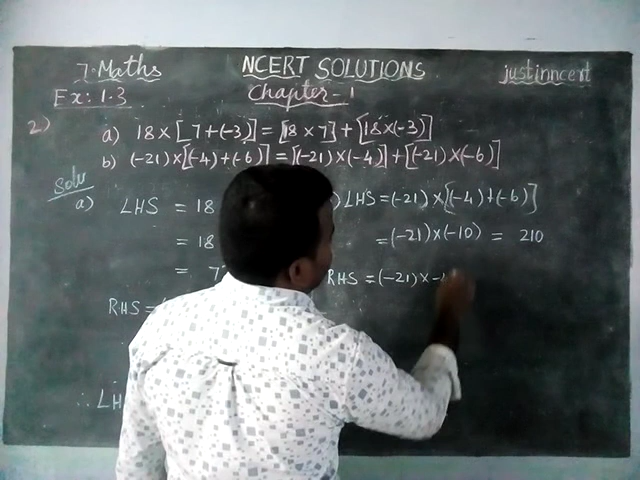 7.Maths NCERT SOLUTIONS justinncert
Ex: 1.3 Chapter-1
2) a) 18 × [7+(-3)] = [18 × 7] + [18×(-3)]
b) (-21)×[(-4)+(-6)] = [(-21)×(-4)] + [(-21)×(-6)]
Solu
a) LHS = 18
) LHS = (-21) × [(-4)+(-6)]
= 18
= (-21)×(-10) = 210
= 7
RHS = (-21)×-
RHS =
∴ LH